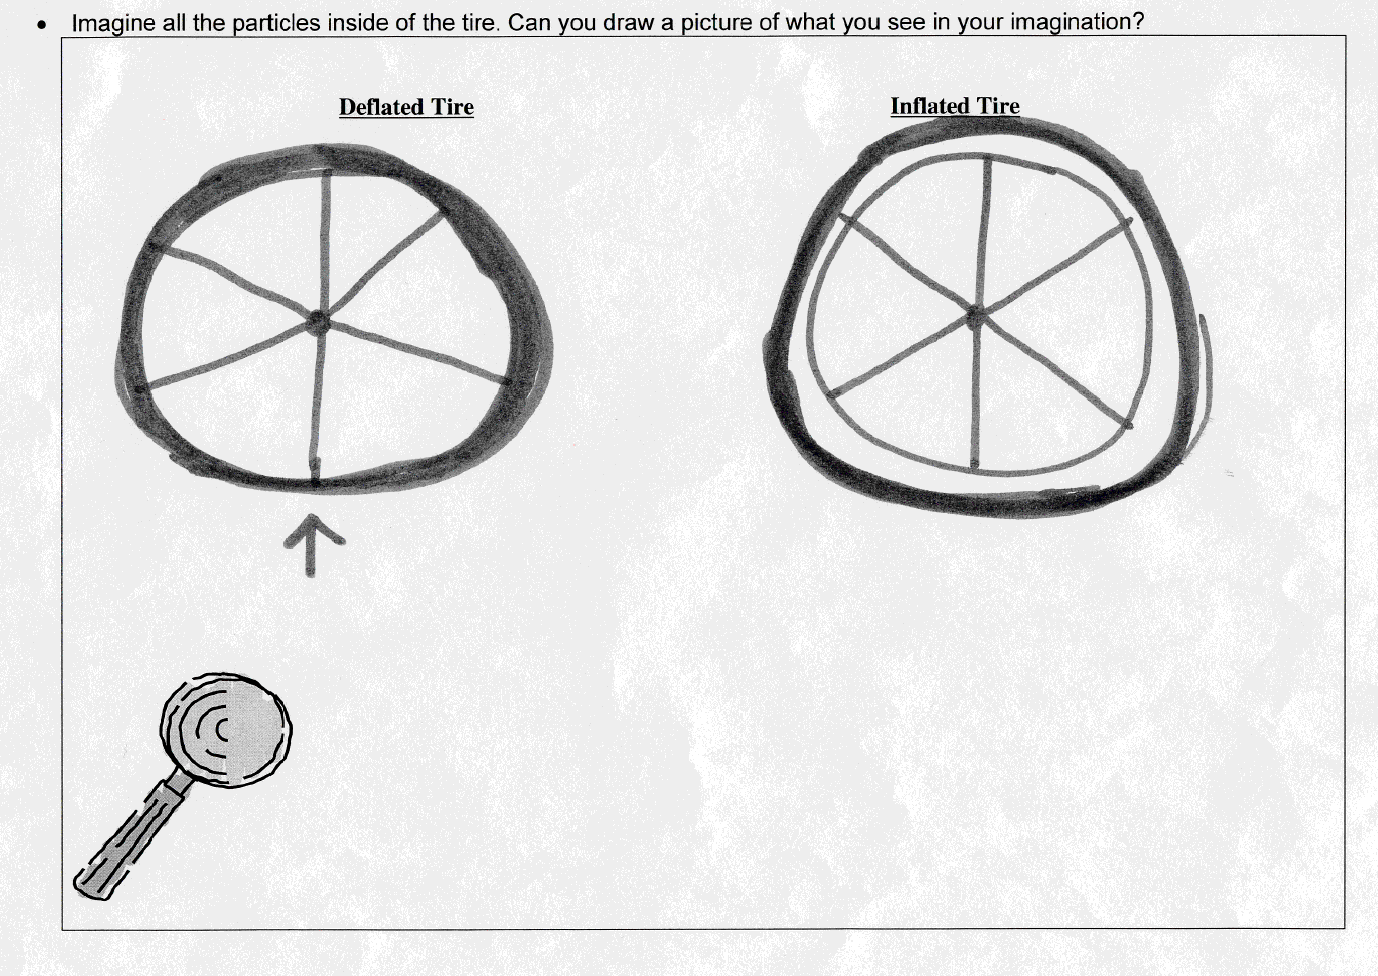 • Imagine all the particles inside of the tire. Can you draw a picture of what you see in your imagination?
Deflated Tire
Inflated Tire